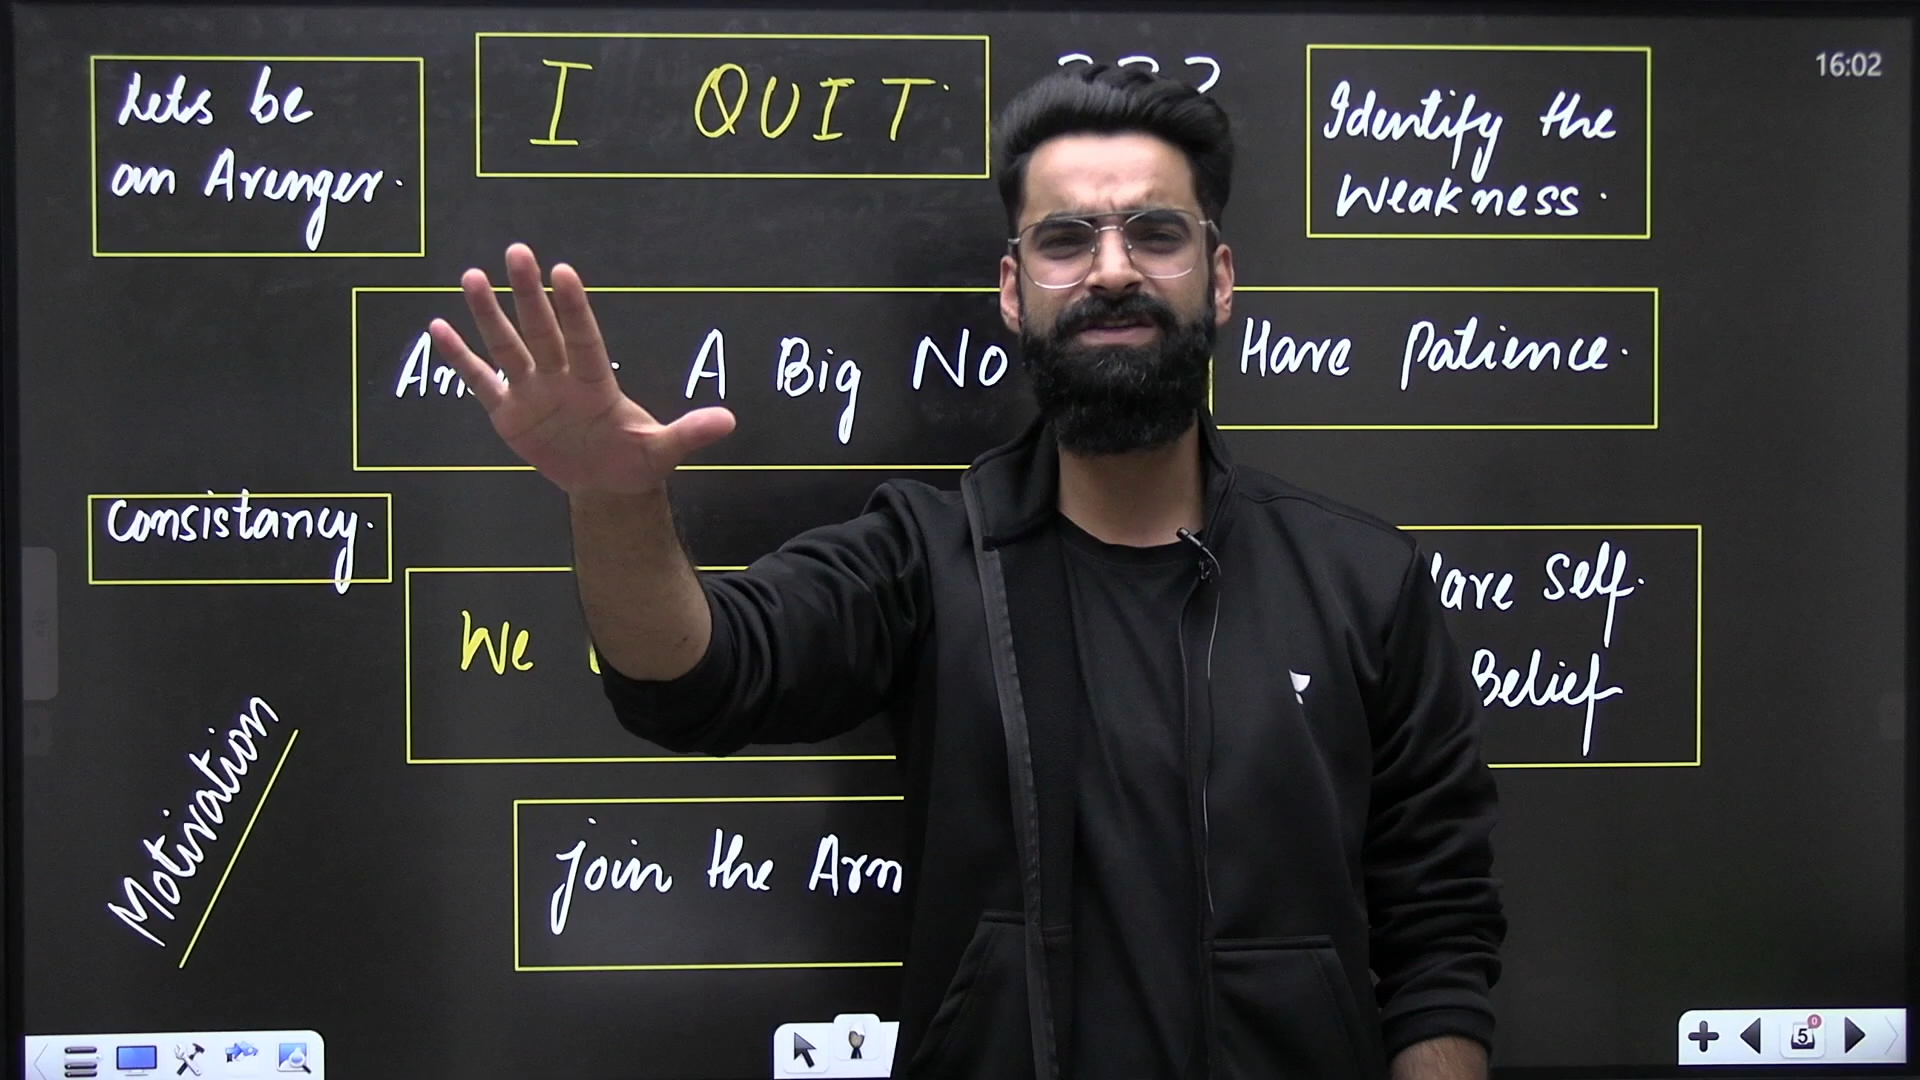 Lets be
an Avenger.
I QUIT.
???
Identify the
Weakness.
16:02
A Big No
Have Patience.
Consistancy.
We
Have Self.
Belief
Motivation
join the
5
0